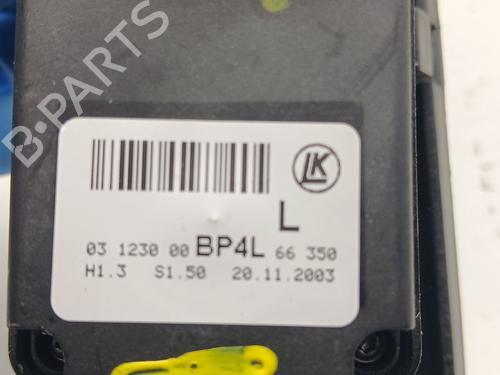 B-PARTS
LK
L
03 1230 00 BP4L 66 350
H1.3 S1.50 20.11.2003